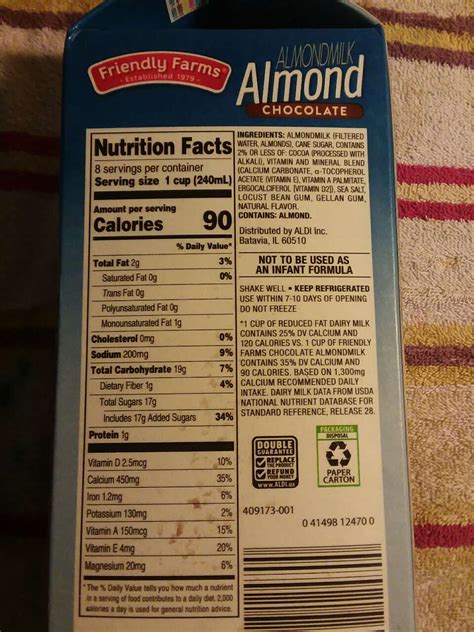 Friendly Farms®
Established 1979
ALMONDMILK
Almond
CHOCOLATE
Nutrition Facts
8 servings per container
Serving size 1 cup (240mL)
Amount per serving
Calories 90
% Daily Value*
Total Fat 2g 3%
Saturated Fat 0g 0%
Trans Fat 0g
Polyunsaturated Fat 0g
Monounsaturated Fat 1g
Cholesterol 0mg 0%
Sodium 200mg 9%
Total Carbohydrate 19g 7%
Dietary Fiber 1g 4%
Total Sugars 17g
Includes 17g Added Sugars 34%
Protein 1g
Vitamin D 2.5mcg 10%
Calcium 450mg 35%
Iron 1.2mg 6%
Potassium 130mg 2%
Vitamin A 150mcg 15%
Vitamin E 4mg 20%
Magnesium 20mg 6%
*The % Daily Value tells you how much a nutrient
in a serving of food contributes to a daily diet. 2,000
calories a day is used for general nutrition advice.
INGREDIENTS: ALMONDMILK (FILTERED
WATER, ALMONDS), CANE SUGAR, CONTAINS
2% OR LESS OF: COCOA (PROCESSED WITH
ALKALI), VITAMIN AND MINERAL BLEND
(CALCIUM CARBONATE, α-TOCOPHEROL
ACETATE (VITAMIN E), VITAMIN A PALMITATE,
ERGOCALCIFEROL [VITAMIN D2]), SEA SALT,
LOCUST BEAN GUM, GELLAN GUM,
NATURAL FLAVOR.
CONTAINS: ALMOND.
Distributed by ALDI Inc.
Batavia, IL 60510
NOT TO BE USED AS
AN INFANT FORMULA
SHAKE WELL • KEEP REFRIGERATED
USE WITHIN 7-10 DAYS OF OPENING
DO NOT FREEZE
*1 CUP OF REDUCED FAT DAIRY MILK
CONTAINS 25% DV CALCIUM AND
120 CALORIES VS. 1 CUP OF FRIENDLY
FARMS CHOCOLATE ALMONDMILK
CONTAINS 35% DV CALCIUM AND
90 CALORIES. BASED ON 1,300mg
CALCIUM RECOMMENDED DAILY
INTAKE. DAIRY MILK DATA FROM USDA
NATIONAL NUTRIENT DATABASE FOR
STANDARD REFERENCE, RELEASE 28.
DOUBLE
GUARANTEE
REPLACE
THE PRODUCT
REFUND
YOUR MONEY
WWW.ALDI.US
PACKAGING
DISPOSAL
PAPER
CARTON
409173-001
0 41498 12470 0